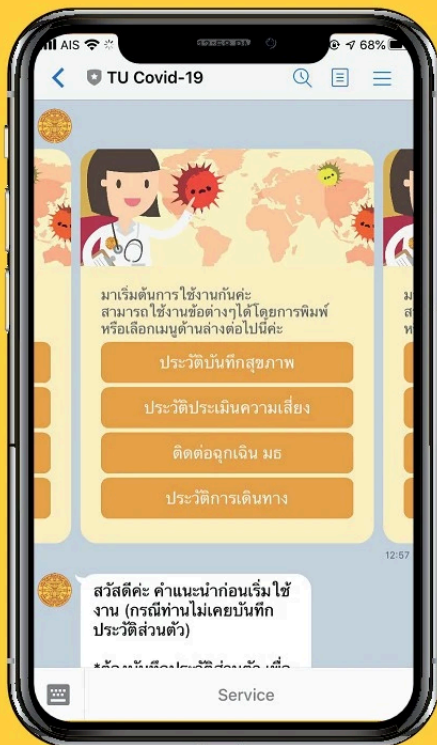 AIS
68%
TU Covid-19
มาเริ่มต้นการใช้งานกันค่ะ
สามารถใช้งานข้อต่างๆได้โดยการพิมพ์
หรือเลือกเมนูด้านล่างต่อไปนี้ค่ะ
ประวัติบันทึกสุขภาพ
ประวัติประเมินความเสี่ยง
ติดต่อฉุกเฉิน มธ
ประวัติการเดินทาง
12:57
สวัสดีค่ะ คำแนะนำก่อนเริ่มใช้
งาน (กรณีท่านไม่เคยบันทึก
ประวัติส่วนตัว)
Service